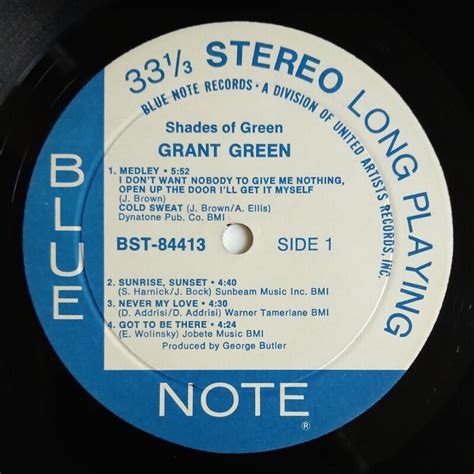 33 1/3 STEREO LONG PLAYING
BLUE NOTE RECORDS • A DIVISION OF UNITED ARTISTS RECORDS, INC.
Shades of Green
GRANT GREEN
1. MEDLEY • 5:52
I DON'T WANT NOBODY TO GIVE ME NOTHING,
OPEN UP THE DOOR I'LL GET IT MYSELF
(J. Brown)
COLD SWEAT (J. Brown/A. Ellis)
Dynatone Pub. Co. BMI
BST-84413 SIDE 1
2. SUNRISE, SUNSET • 4:40
(S. Harnick/J. Bock) Sunbeam Music Inc. BMI
3. NEVER MY LOVE • 4:30
(D. Addrisi/D. Addrisi) Warner Tamerlane BMI
4. GOT TO BE THERE • 4:24
(E. Wolinsky) Jobete Music BMI
Produced by George Butler
BLUE
NOTE
®